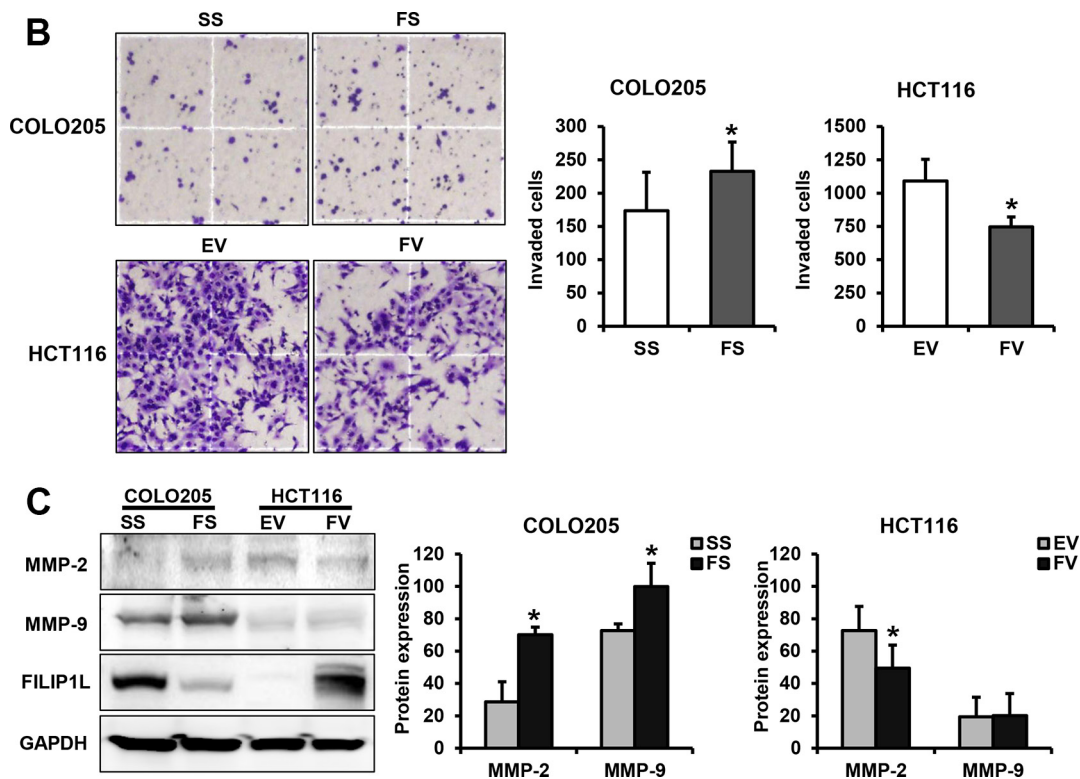 B
SS FS
COLO205
EV FV
HCT116
COLO205
Invaded cells
300
250
200
150
100
50
0
*
SS FS
HCT116
Invaded cells
1500
1250
1000
750
500
250
0
*
EV FV
C
COLO205 HCT116
SS FS EV FV
MMP-2
MMP-9
FILIP1L
GAPDH
COLO205
SS
FS
Protein expression
120
100
80
60
40
20
0
* *
MMP-2 MMP-9
HCT116
EV
FV
Protein expression
120
100
80
60
40
20
0
*
MMP-2 MMP-9